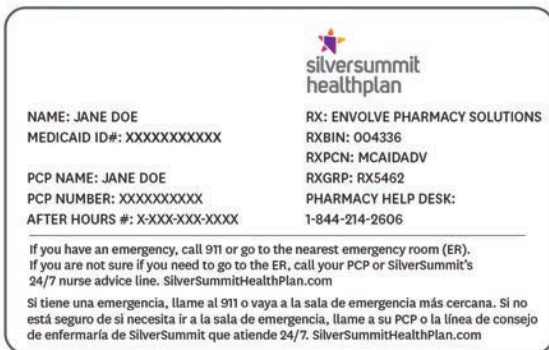 silversummit
healthplan
NAME: JANE DOE
MEDICAID ID#: XXXXXXXXXXX
PCP NAME: JANE DOE
PCP NUMBER: XXXXXXXXXX
AFTER HOURS #: X-XXX-XXX-XXXX
RX: ENVOLVE PHARMACY SOLUTIONS
RXBIN: 004336
RXPCN: MCAIDADV
RXGRP: RX5462
PHARMACY HELP DESK:
1-844-214-2606
If you have an emergency, call 911 or go to the nearest emergency room (ER).
If you are not sure if you need to go to the ER, call your PCP or SilverSummit's
24/7 nurse advice line. SilverSummitHealthPlan.com
Si tiene una emergencia, llame al 911 o vaya a la sala de emergencia más cercana. Si no
está seguro de si necesita ir a la sala de emergencia, llame a su PCP o la línea de consejo
de enfermaría de SilverSummit que atiende 24/7. SilverSummitHealthPlan.com